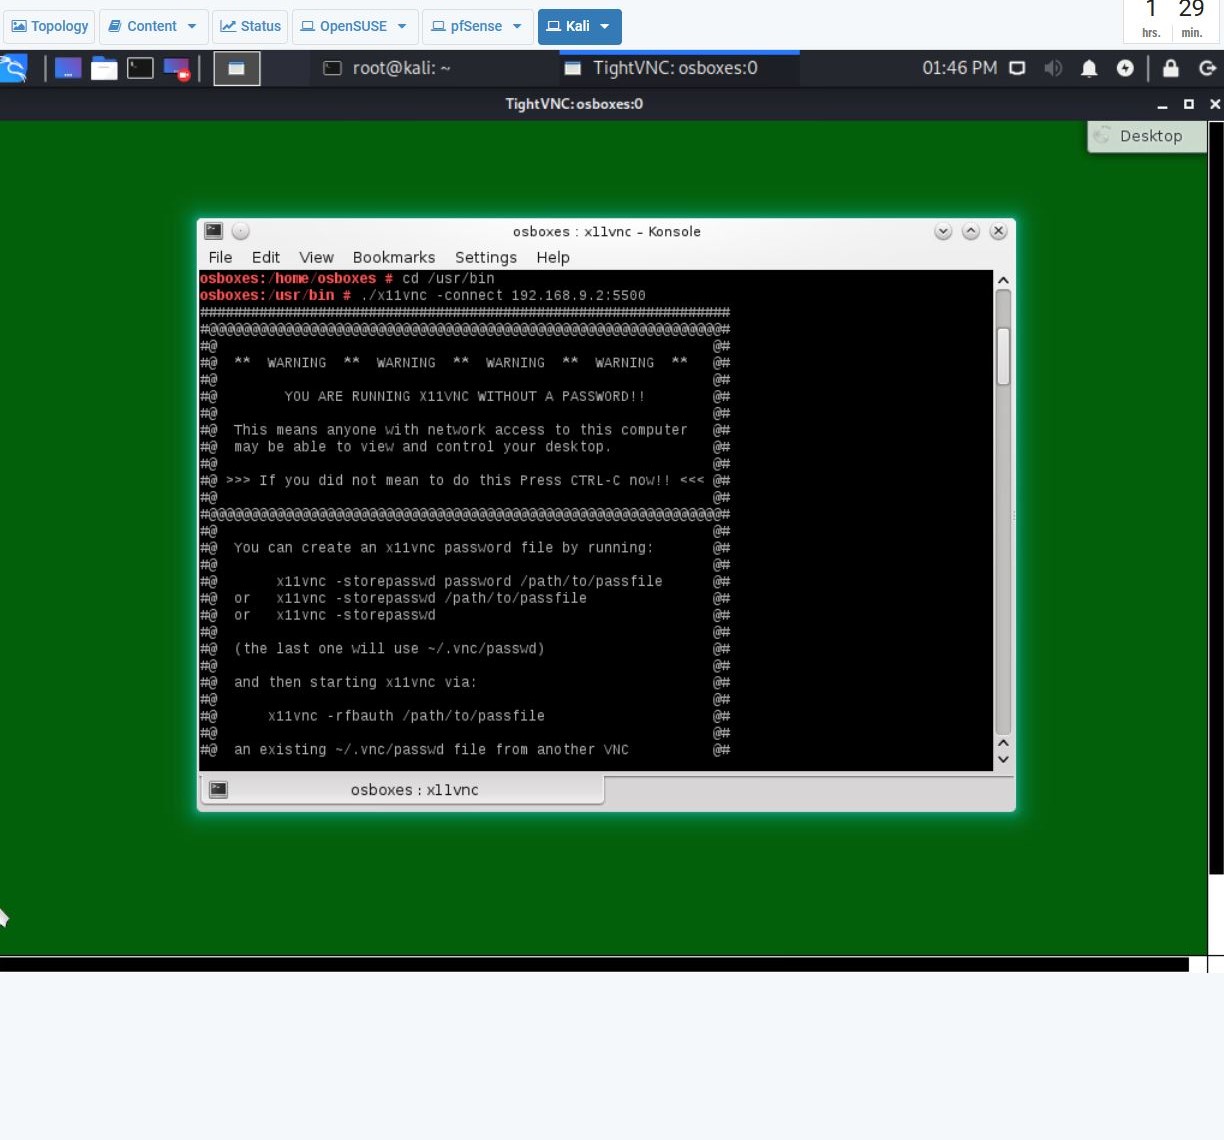 Topology Content Status OpenSUSE pfSense Kali 1 29
hrs. min.
root@kali: ~ TightVNC: osboxes:0 01:46 PM
TightVNC: osboxes:0
Desktop
osboxes : x11vnc – Konsole
File Edit View Bookmarks Settings Help
osboxes:/home/osboxes # cd /usr/bin
osboxes:/usr/bin # ./x11vnc -connect 192.168.9.2:5500
###############################################################
#@@@@@@@@@@@@@@@@@@@@@@@@@@@@@@@@@@@@@@@@@@@@@@@@@@@@@@@@@@@@@#
#@ @#
#@ ** WARNING ** WARNING ** WARNING ** WARNING ** @#
#@ @#
#@ YOU ARE RUNNING X11VNC WITHOUT A PASSWORD!! @#
#@ @#
#@ This means anyone with network access to this computer @#
#@ may be able to view and control your desktop. @#
#@ @#
#@ >>> If you did not mean to do this Press CTRL-C now!! <<< @#
#@ @#
#@@@@@@@@@@@@@@@@@@@@@@@@@@@@@@@@@@@@@@@@@@@@@@@@@@@@@@@@@@@@@#
#@ @#
#@ You can create an x11vnc password file by running: @#
#@ @#
#@ x11vnc -storepasswd password /path/to/passfile @#
#@ or x11vnc -storepasswd /path/to/passfile @#
#@ or x11vnc -storepasswd @#
#@ @#
#@ (the last one will use ~/.vnc/passwd) @#
#@ @#
#@ and then starting x11vnc via: @#
#@ @#
#@ x11vnc -rfbauth /path/to/passfile @#
#@ @#
#@ an existing ~/.vnc/passwd file from another VNC @#
osboxes : x11vnc